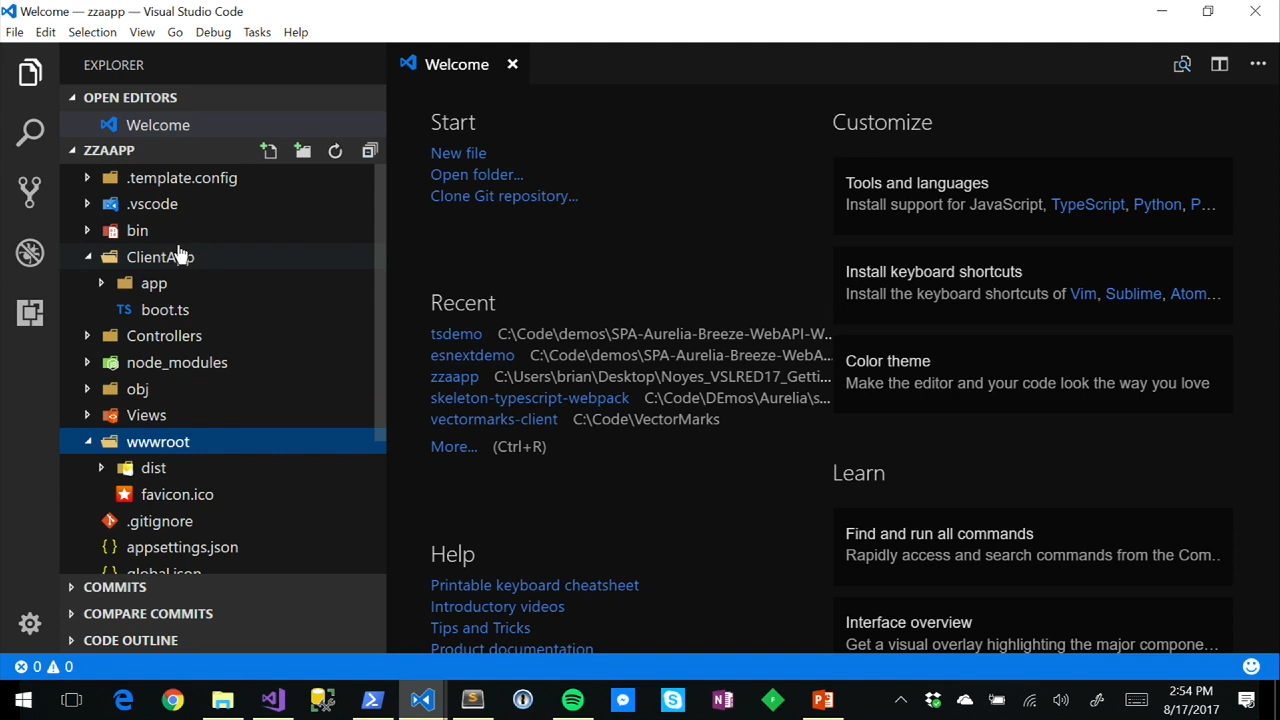 Welcome — zzaapp — Visual Studio Code
File Edit Selection View Go Debug Tasks Help
EXPLORER
OPEN EDITORS
Welcome
ZZAAPP
.template.config
.vscode
bin
ClientApp
app
TS boot.ts
Controllers
node_modules
obj
Views
wwwroot
dist
favicon.ico
.gitignore
{ } appsettings.json
{ } global.json
COMMITS
COMPARE COMMITS
CODE OUTLINE
Welcome
Start
New file
Open folder...
Clone Git repository...
Recent
tsdemo C:\Code\demos\SPA-Aurelia-Breeze-WebAPI-W...
esnextdemo C:\Code\demos\SPA-Aurelia-Breeze-WebA...
zzaapp C:\Users\brian\Desktop\Noyes_VSLRED17_Getti...
skeleton-typescript-webpack C:\Code\DEmos\Aurelia\s...
vectormarks-client C:\Code\VectorMarks
More... (Ctrl+R)
Help
Printable keyboard cheatsheet
Introductory videos
Tips and Tricks
Product documentation
Customize
Tools and languages
Install support for JavaScript, TypeScript, Python, P...
Install keyboard shortcuts
Install the keyboard shortcuts of Vim, Sublime, Atom...
Color theme
Make the editor and your code look the way you love
Learn
Find and run all commands
Rapidly access and search commands from the Com...
Interface overview
Get a visual overlay highlighting the major compone...
0 0
2:54 PM
8/17/2017